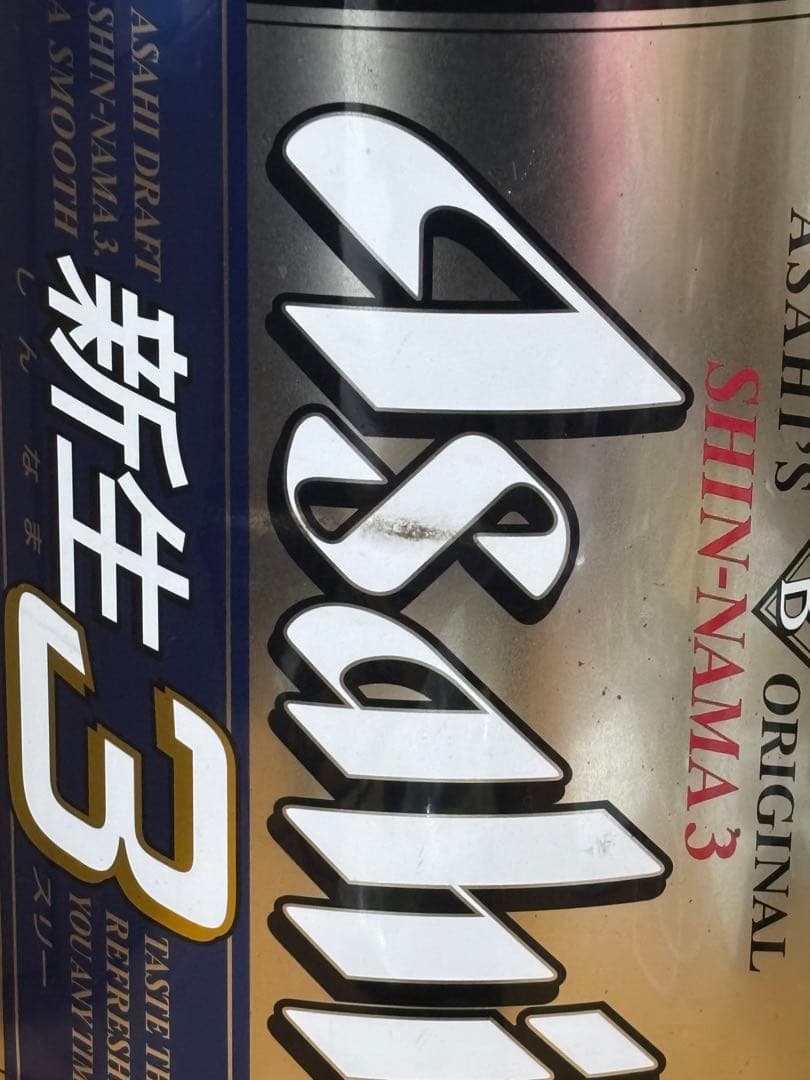 ASAHI'S ORIGINAL
SHIN-NAMA 3
Asahi
ASAHI DRAFT
SHIN-NAMA 3.
A SMOOTH
新生3
しんなま スリー
TASTE TH
REFRESH
YOU ANYTIM